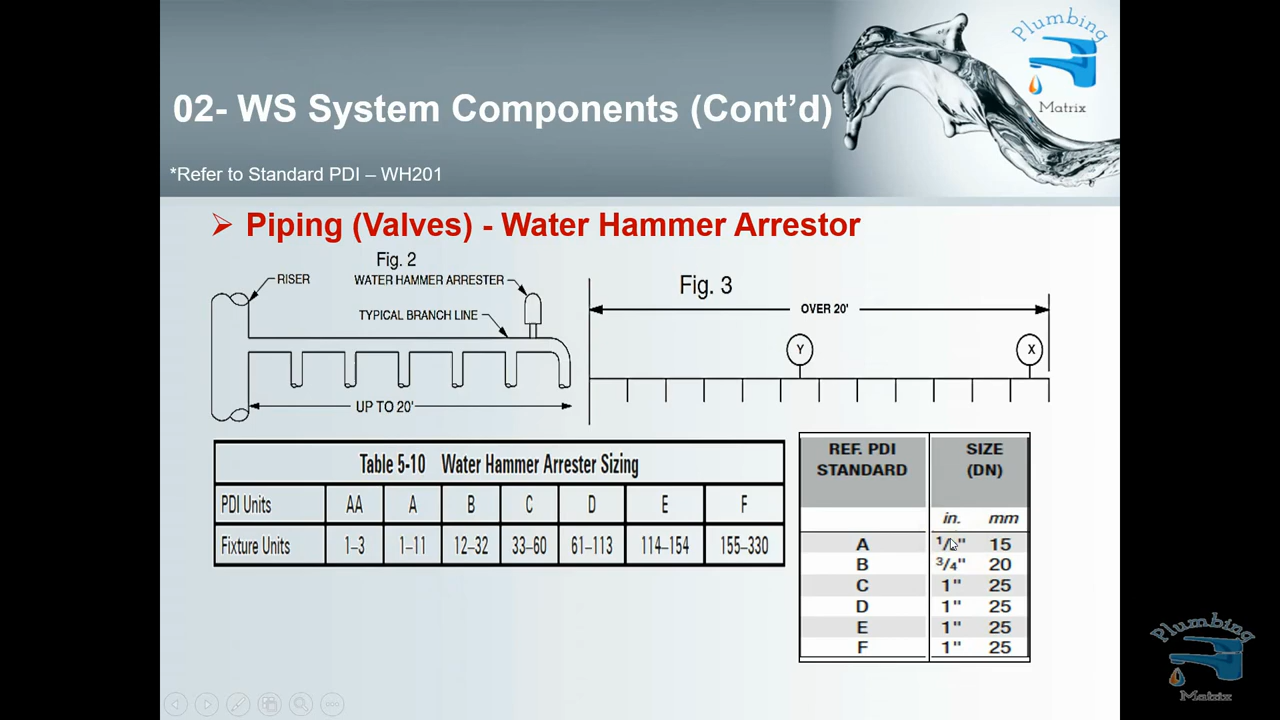 Plumbing
Matrix
02- WS System Components (Cont’d)
*Refer to Standard PDI – WH201
➢ Piping (Valves) - Water Hammer Arrestor
Fig. 2
RISER
WATER HAMMER ARRESTER
TYPICAL BRANCH LINE
UP TO 20'
Fig. 3
OVER 20'
Y
X
Table 5-10 Water Hammer Arrester Sizing
PDI Units AA A B C D E F
Fixture Units 1–3 1–11 12–32 33–60 61–113 114–154 155–330
REF. PDI SIZE
STANDARD (DN)
in. mm
A 15
B 3/4" 20
C 1" 25
D 1" 25
E 1" 25
F 1" 25
Plumbing
Matrix